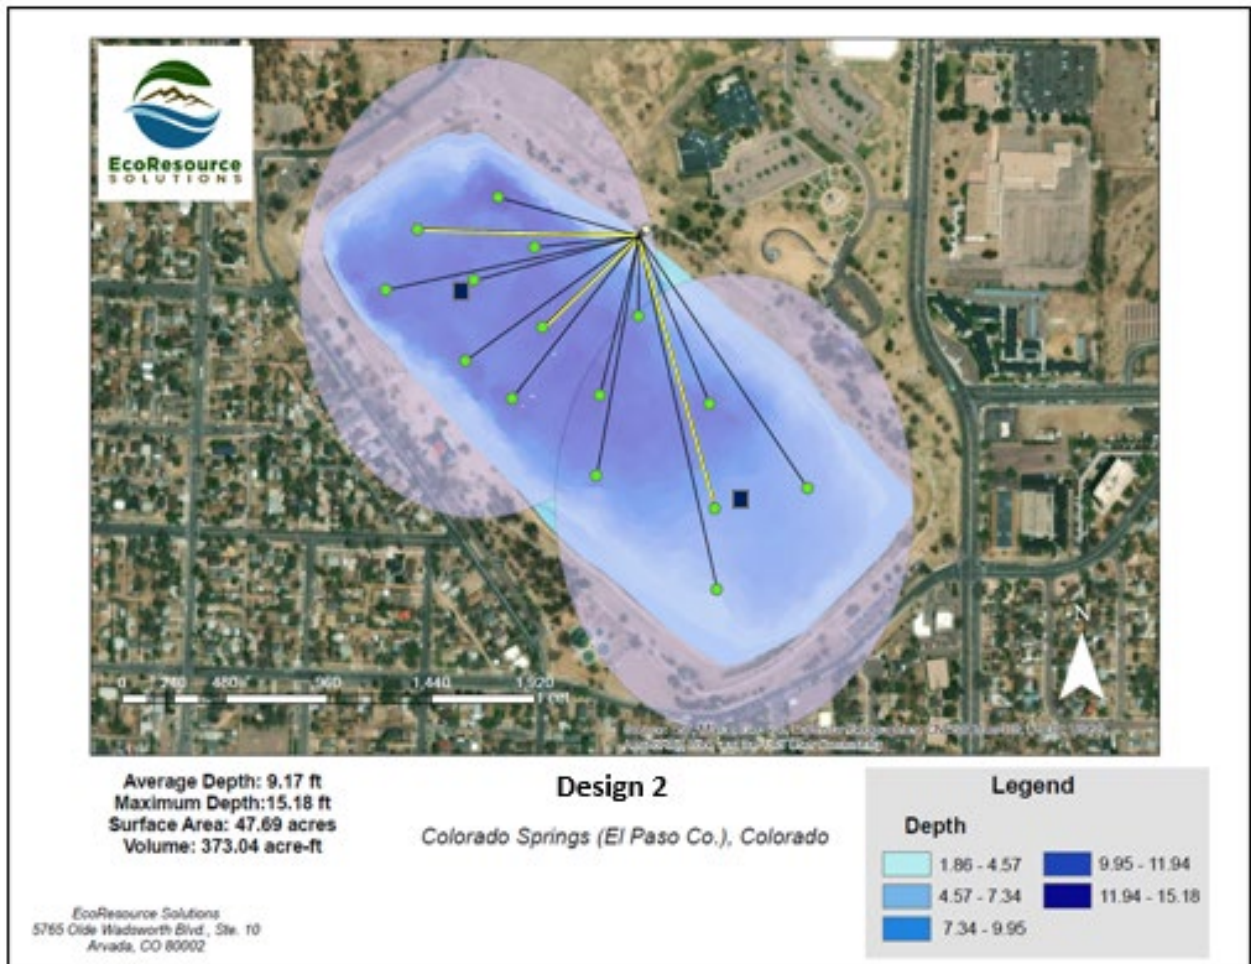 EcoResource
SOLUTIONS
N
0 240 480 960 1,440 1,920
Average Depth: 9.17 ft
Maximum Depth:15.18 ft
Surface Area: 47.69 acres
Volume: 373.04 acre-ft
Design 2
Colorado Springs (El Paso Co.), Colorado
Legend
Depth
1.86 - 4.57
4.57 - 7.34
7.34 - 9.95
9.95 - 11.94
11.94 - 15.18
EcoResource Solutions
5765 Olde Wadsworth Blvd., Ste. 10
Arvada, CO 80002